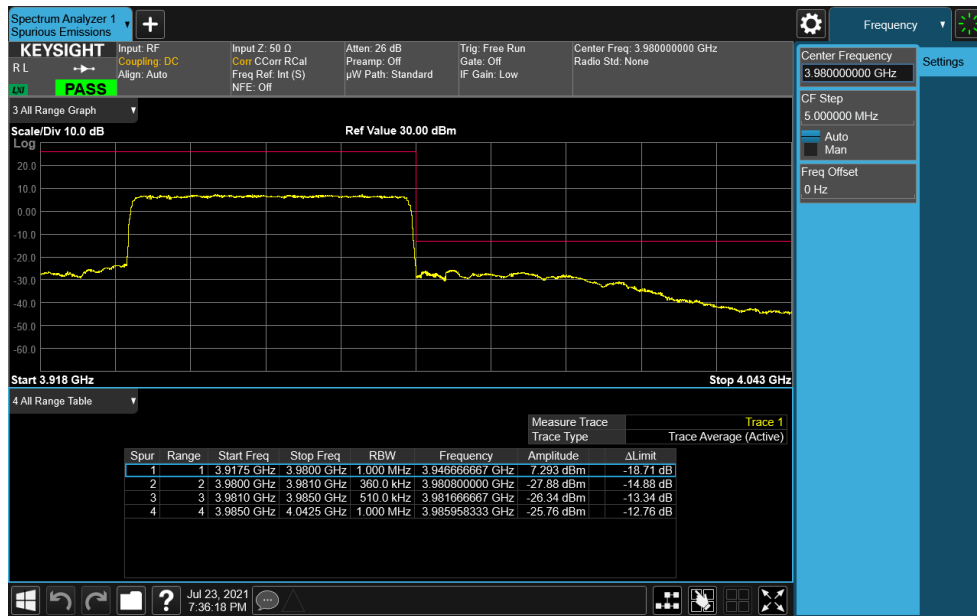 Spectrum Analyzer 1
Spurious Emissions
Frequency
KEYSIGHT
Input: RF
Coupling: DC
Align: Auto
Input Z: 50 Ω
Corr CCorr RCal
Freq Ref: Int (S)
NFE: Off
Atten: 26 dB
Preamp: Off
µW Path: Standard
Trig: Free Run
Gate: Off
IF Gain: Low
Center Freq: 3.980000000 GHz
Radio Std: None
R L
LXI
PASS
Center Frequency
3.980000000 GHz
Settings
CF Step
5.000000 MHz
Auto
Man
Freq Offset
0 Hz
3 All Range Graph
Scale/Div 10.0 dB
Ref Value 30.00 dBm
Log
20.0
10.0
0.00
-10.0
-20.0
-30.0
-40.0
-50.0
-60.0
Start 3.918 GHz
Stop 4.043 GHz
4 All Range Table
Measure Trace Trace 1
Trace Type Trace Average (Active)
Spur Range Start Freq Stop Freq RBW Frequency Amplitude ΔLimit
1 1 3.9175 GHz 3.9800 GHz 1.000 MHz 3.946666667 GHz 7.293 dBm -18.71 dB
2 2 3.9800 GHz 3.9810 GHz 360.0 kHz 3.980800000 GHz -27.88 dBm -14.88 dB
3 3 3.9810 GHz 3.9850 GHz 510.0 kHz 3.981666667 GHz -26.34 dBm -13.34 dB
4 4 3.9850 GHz 4.0425 GHz 1.000 MHz 3.985958333 GHz -25.76 dBm -12.76 dB
?
Jul 23, 2021
7:36:18 PM